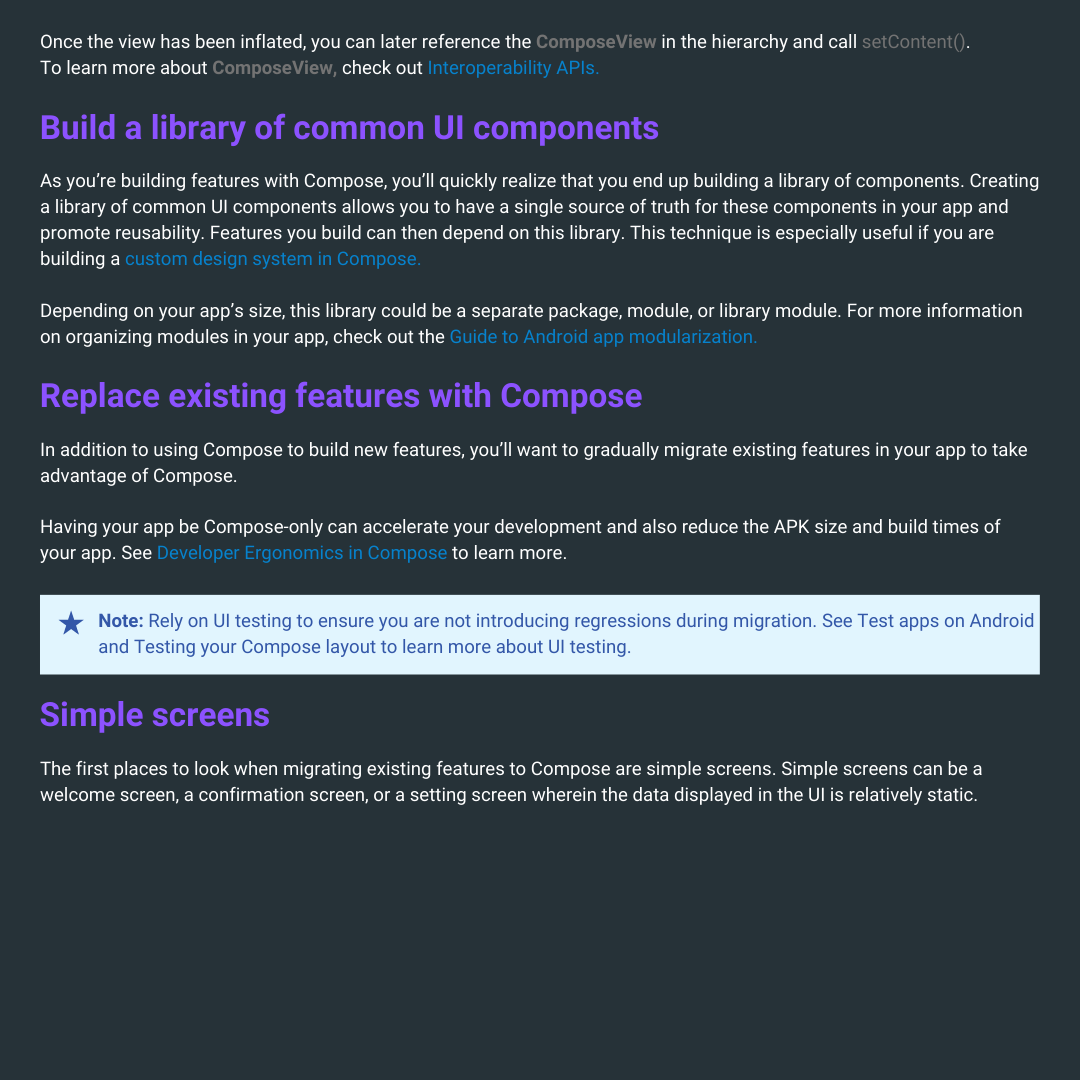 Once the view has been inflated, you can later reference the ComposeView in the hierarchy and call setContent().
To learn more about ComposeView, check out Interoperability APIs.
Build a library of common UI components
As you’re building features with Compose, you’ll quickly realize that you end up building a library of components. Creating
a library of common UI components allows you to have a single source of truth for these components in your app and
promote reusability. Features you build can then depend on this library. This technique is especially useful if you are
building a custom design system in Compose.
Depending on your app’s size, this library could be a separate package, module, or library module. For more information
on organizing modules in your app, check out the Guide to Android app modularization.
Replace existing features with Compose
In addition to using Compose to build new features, you’ll want to gradually migrate existing features in your app to take
advantage of Compose.
Having your app be Compose-only can accelerate your development and also reduce the APK size and build times of
your app. See Developer Ergonomics in Compose to learn more.
Note: Rely on UI testing to ensure you are not introducing regressions during migration. See Test apps on Android
and Testing your Compose layout to learn more about UI testing.
Simple screens
The first places to look when migrating existing features to Compose are simple screens. Simple screens can be a
welcome screen, a confirmation screen, or a setting screen wherein the data displayed in the UI is relatively static.